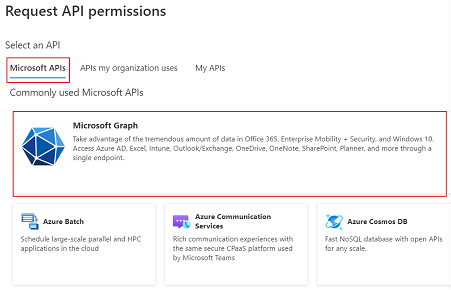 Request API permissions
Select an API
Microsoft APIs APIs my organization uses My APIs
Commonly used Microsoft APIs
Microsoft Graph
Take advantage of the tremendous amount of data in Office 365, Enterprise Mobility + Security, and Windows 10.
Access Azure AD, Excel, Intune, Outlook/Exchange, OneDrive, OneNote, SharePoint, Planner, and more through a
single endpoint.
Azure Batch
Schedule large-scale parallel and HPC
applications in the cloud
Azure Communication
Services
Rich communication experiences with
the same secure CPaaS platform used
by Microsoft Teams
Azure Cosmos DB
Fast NoSQL database with open APIs
for any scale.